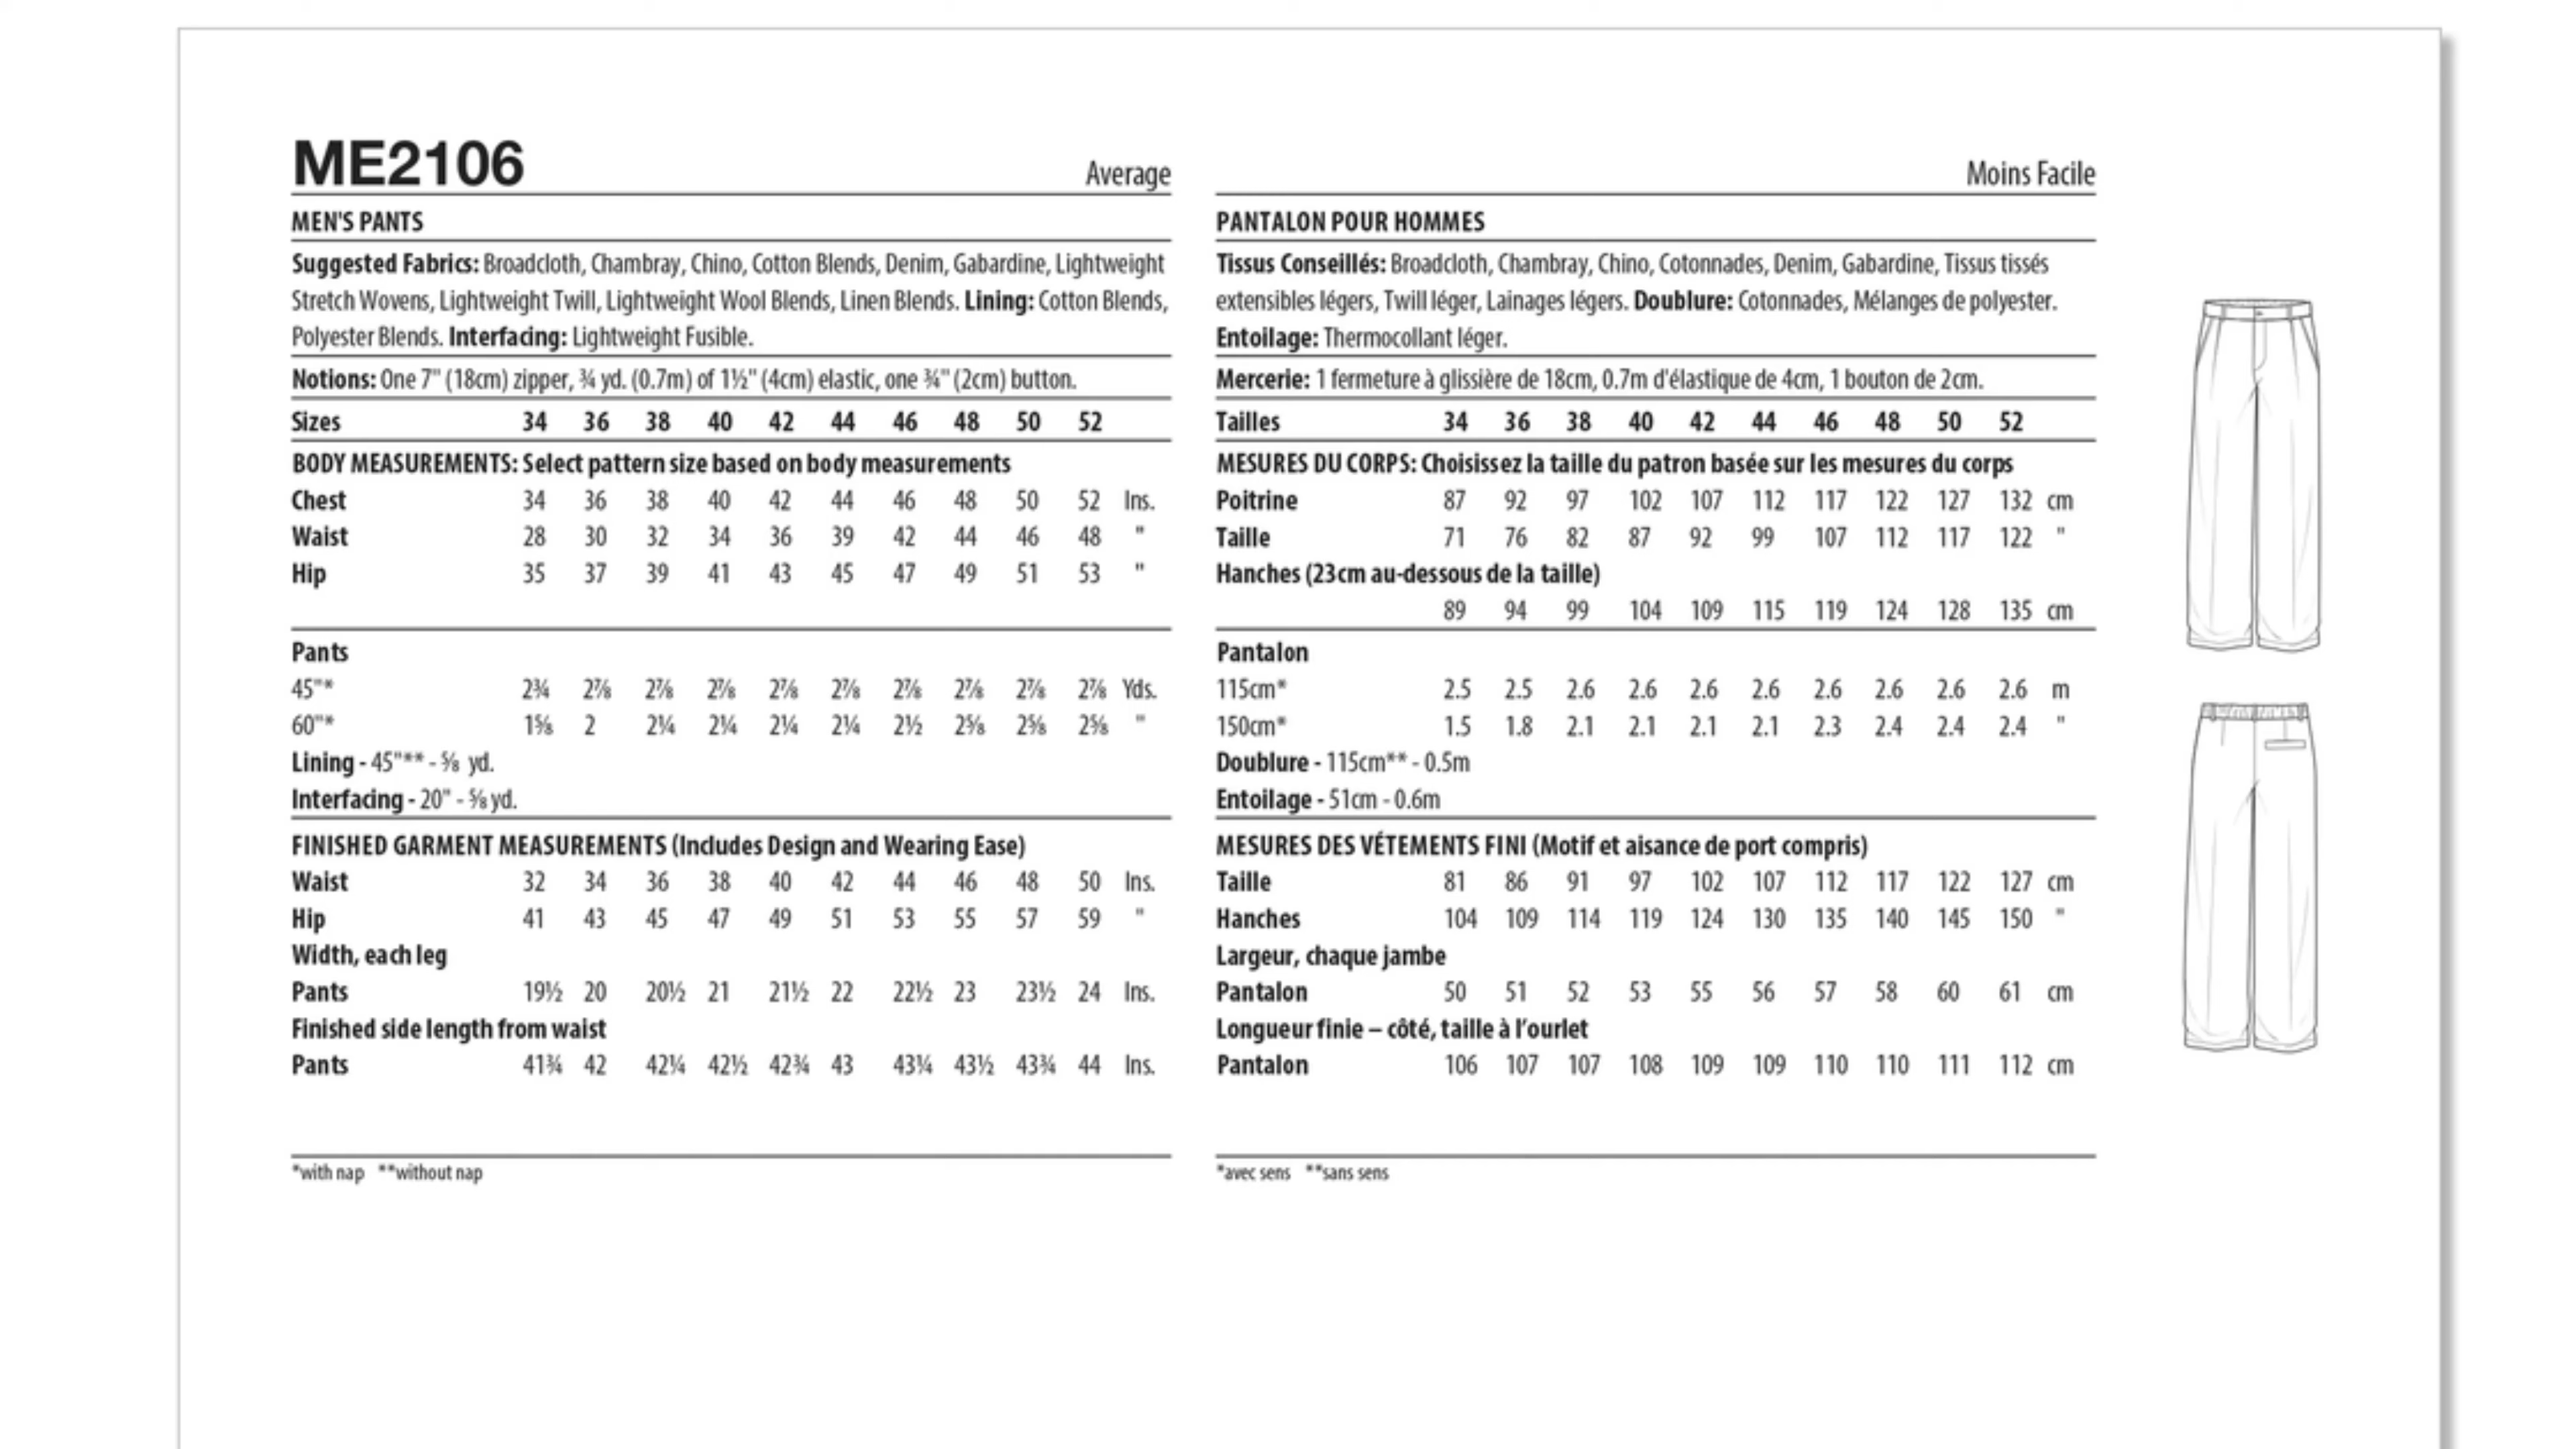 ME2106
Average
MEN'S PANTS
Suggested Fabrics: Broadcloth, Chambray, Chino, Cotton Blends, Denim, Gabardine, Lightweight
Stretch Wovens, Lightweight Twill, Lightweight Wool Blends, Linen Blends. Lining: Cotton Blends,
Polyester Blends. Interfacing: Lightweight Fusible.
Notions: One 7" (18cm) zipper, ¾ yd. (0.7m) of 1½" (4cm) elastic, one ¾" (2cm) button.
Sizes 34 36 38 40 42 44 46 48 50 52
BODY MEASUREMENTS: Select pattern size based on body measurements
Chest 34 36 38 40 42 44 46 48 50 52 Ins.
Waist 28 30 32 34 36 39 42 44 46 48 "
Hip 35 37 39 41 43 45 47 49 51 53 "
Pants
45"* 2¾ 2⅞ 2⅞ 2⅞ 2⅞ 2⅞ 2⅞ 2⅞ 2⅞ 2⅞ Yds.
60"* 1⅝ 2 2¼ 2¼ 2¼ 2¼ 2½ 2⅝ 2⅝ 2⅝ "
Lining - 45"** - ⅝ yd.
Interfacing - 20" - ⅝ yd.
FINISHED GARMENT MEASUREMENTS (Includes Design and Wearing Ease)
Waist 32 34 36 38 40 42 44 46 48 50 Ins.
Hip 41 43 45 47 49 51 53 55 57 59 "
Width, each leg
Pants 19½ 20 20½ 21 21½ 22 22½ 23 23½ 24 Ins.
Finished side length from waist
Pants 41¾ 42 42¼ 42½ 42¾ 43 43¼ 43½ 43¾ 44 Ins.
*with nap **without nap
Moins Facile
PANTALON POUR HOMMES
Tissus Conseillés: Broadcloth, Chambray, Chino, Cotonnades, Denim, Gabardine, Tissus tissés
extensibles légers, Twill léger, Lainages légers. Doublure: Cotonnades, Mélanges de polyester.
Entoilage: Thermocollant léger.
Mercerie: 1 fermeture à glissière de 18cm, 0.7m d'élastique de 4cm, 1 bouton de 2cm.
Tailles 34 36 38 40 42 44 46 48 50 52
MESURES DU CORPS: Choisissez la taille du patron basée sur les mesures du corps
Poitrine 87 92 97 102 107 112 117 122 127 132 cm
Taille 71 76 82 87 92 99 107 112 117 122 "
Hanches (23cm au-dessous de la taille)
89 94 99 104 109 115 119 124 128 135 cm
Pantalon
115cm* 2.5 2.5 2.6 2.6 2.6 2.6 2.6 2.6 2.6 2.6 m
150cm* 1.5 1.8 2.1 2.1 2.1 2.1 2.3 2.4 2.4 2.4 "
Doublure - 115cm** - 0.5m
Entoilage - 51cm - 0.6m
MESURES DES VÉTEMENTS FINI (Motif et aisance de port compris)
Taille 81 86 91 97 102 107 112 117 122 127 cm
Hanches 104 109 114 119 124 130 135 140 145 150 "
Largeur, chaque jambe
Pantalon 50 51 52 53 55 56 57 58 60 61 cm
Longueur finie – côté, taille à l'ourlet
Pantalon 106 107 107 108 109 109 110 110 111 112 cm
*avec sens **sans sens